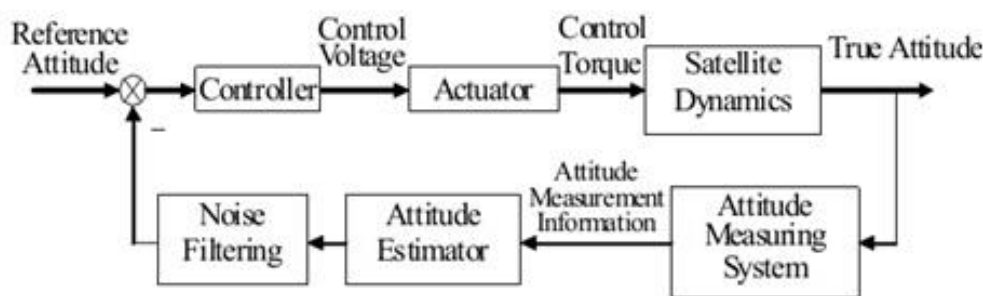 Reference
Attitude
Controller
Control
Voltage
Actuator
Control
Torque
Satellite
Dynamics
True Attitude
–
Noise
Filtering
Attitude
Estimator
Attitude
Measurement
Information
Attitude
Measuring
System